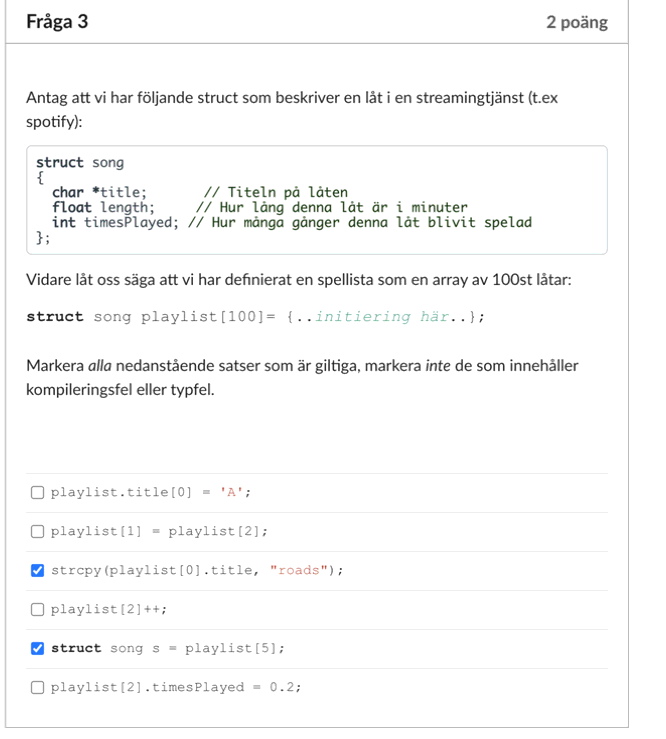 Fråga 3
2 poäng
Antag att vi har följande struct som beskriver en låt i en streamingtjänst (t.ex
spotify):
struct song
{
char *title; // Titeln på låten
float length; // Hur lång denna låt är i minuter
int timesPlayed; // Hur många gånger denna låt blivit spelad
};
Vidare låt oss säga att vi har definierat en spellista som en array av 100st låtar:
struct song playlist[100]= {..initiering här..};
Markera alla nedanstående satser som är giltiga, markera inte de som innehåller
kompileringsfel eller typfel.
playlist.title[0] = 'A';
playlist[1] = playlist[2];
strcpy(playlist[0].title, "roads");
playlist[2]++;
struct song s = playlist[5];
playlist[2].timesPlayed = 0.2;